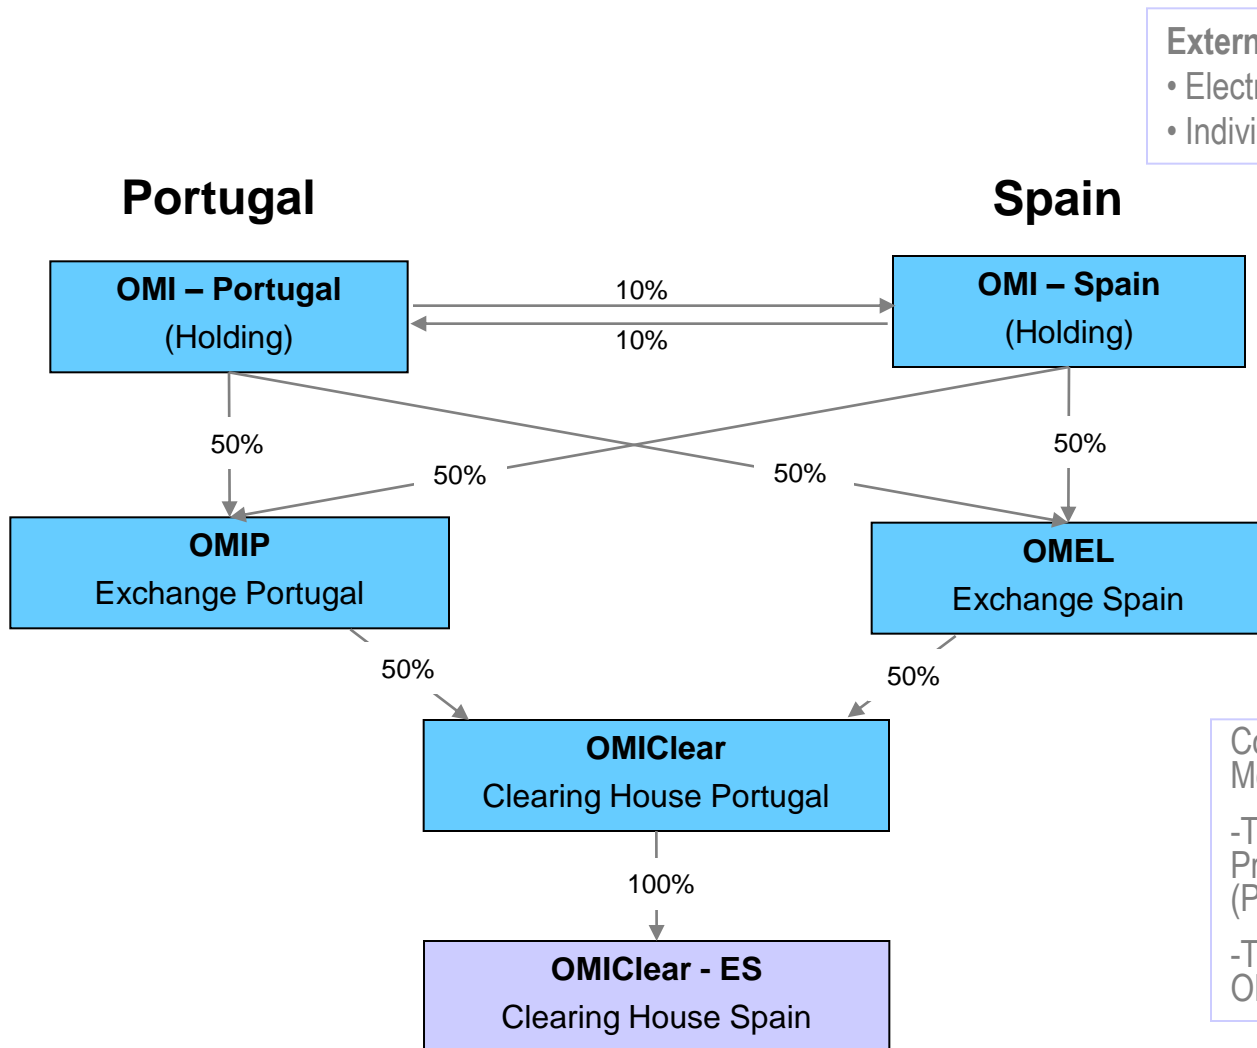 Portugal
Spain
OMI – Portugal
(Holding)
OMI – Spain
(Holding)
10%
10%
50%
50%
50%
50%
OMIP
Exchange Portugal
OMEL
Exchange Spain
50%
50%
OMIClear
Clearing House Portugal
100%
OMIClear - ES
Clearing House Spain